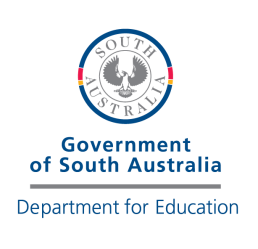 SOUTH
AUSTRALIA
Government
of South Australia
Department for Education